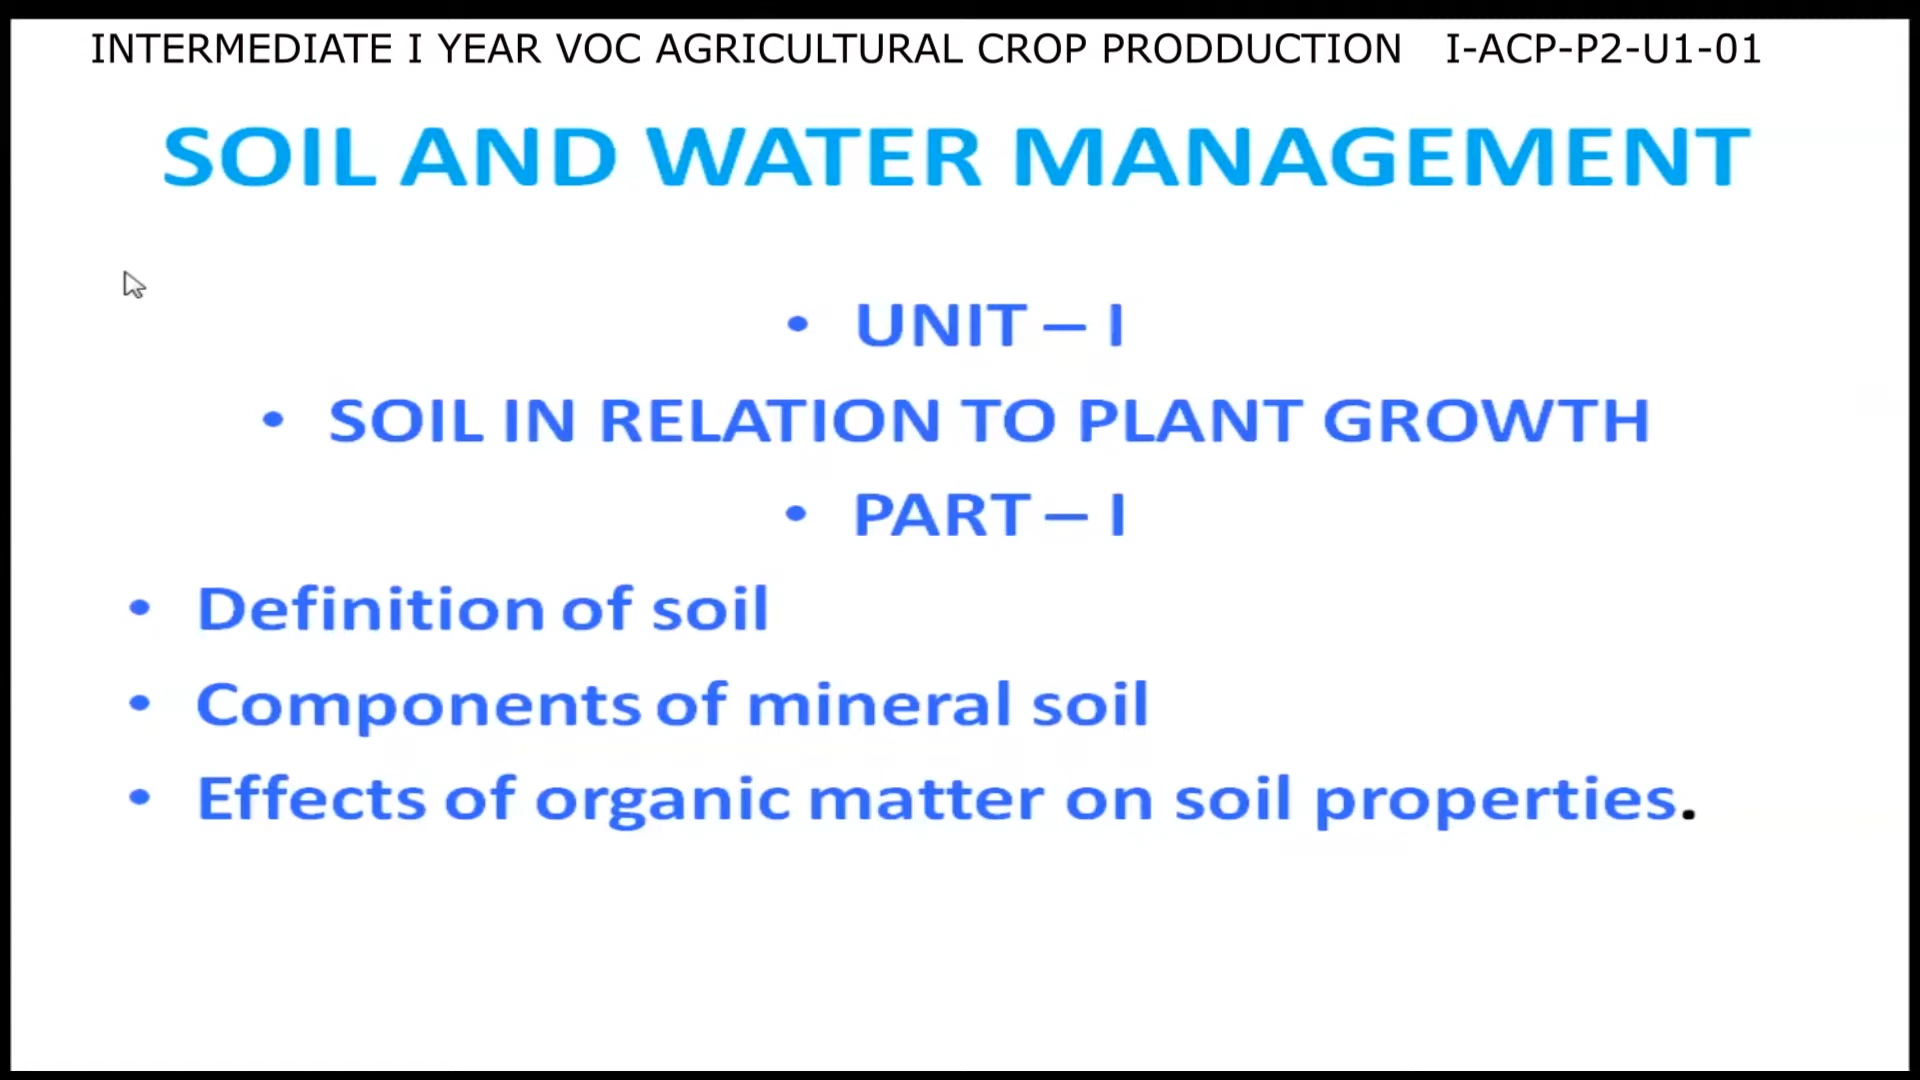 INTERMEDIATE I YEAR VOC AGRICULTURAL CROP PRODDUCTION I-ACP-P2-U1-01
SOIL AND WATER MANAGEMENT
• UNIT – I
• SOIL IN RELATION TO PLANT GROWTH
• PART – I
• Definition of soil
• Components of mineral soil
• Effects of organic matter on soil properties.